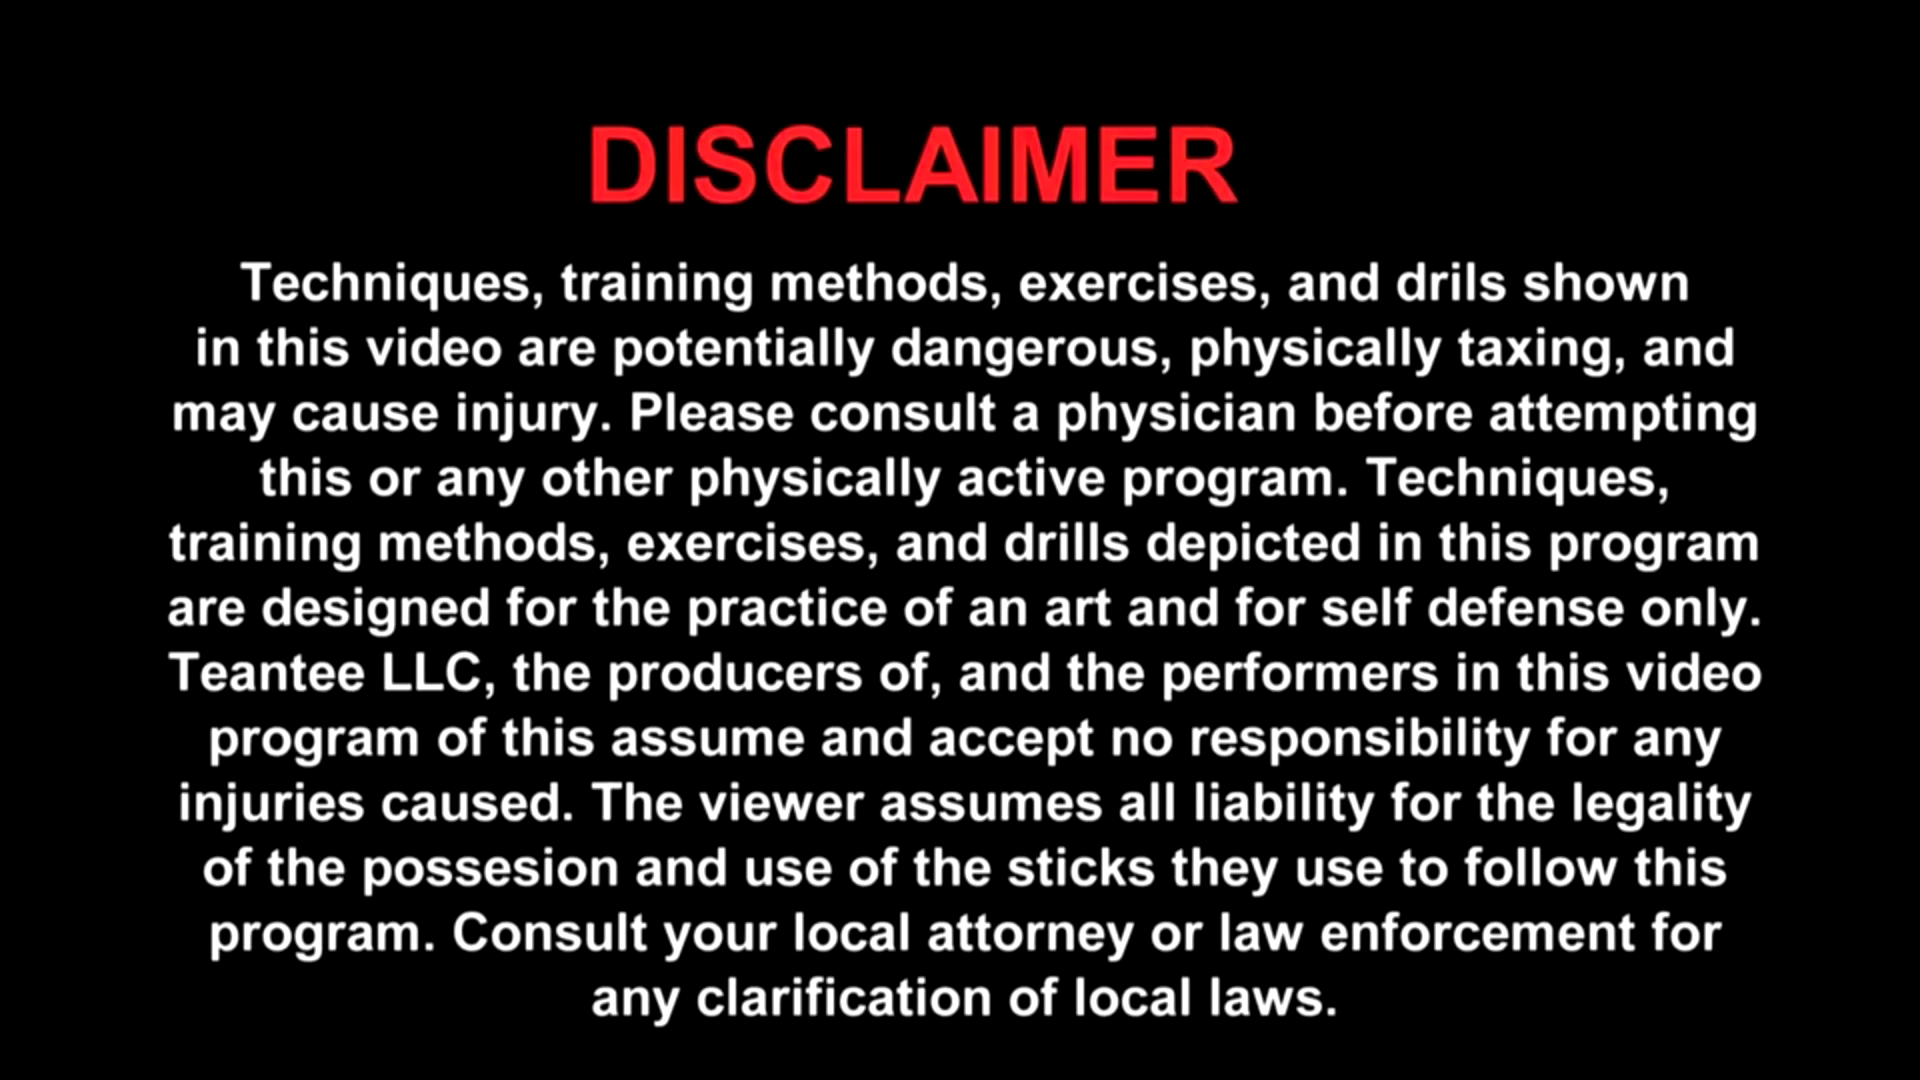 DISCLAIMER
Techniques, training methods, exercises, and drils shown
in this video are potentially dangerous, physically taxing, and
may cause injury. Please consult a physician before attempting
this or any other physically active program. Techniques,
training methods, exercises, and drills depicted in this program
are designed for the practice of an art and for self defense only.
Teantee LLC, the producers of, and the performers in this video
program of this assume and accept no responsibility for any
injuries caused. The viewer assumes all liability for the legality
of the possesion and use of the sticks they use to follow this
program. Consult your local attorney or law enforcement for
any clarification of local laws.